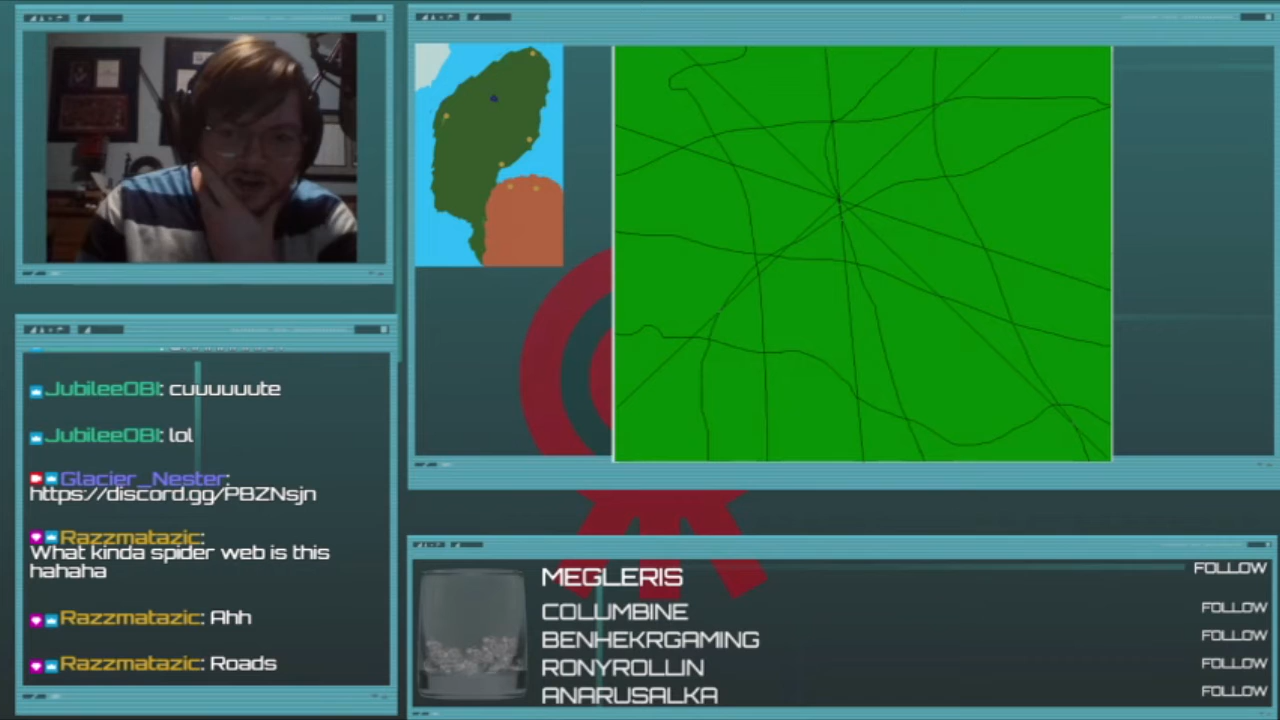 JubileeOBI: cuuuuuute
JubileeOBI: lol
Glacier_Nester:
https://discord.gg/PBZNsjn
Razzmatazic:
What kinda spider web is this
hahaha
Razzmatazic: Ahh
Razzmatazic: Roads
MEGLERIS FOLLOW
COLUMBINE FOLLOW
BENHEKRGAMING FOLLOW
RONYROLLIN FOLLOW
ANARUSALKA FOLLOW